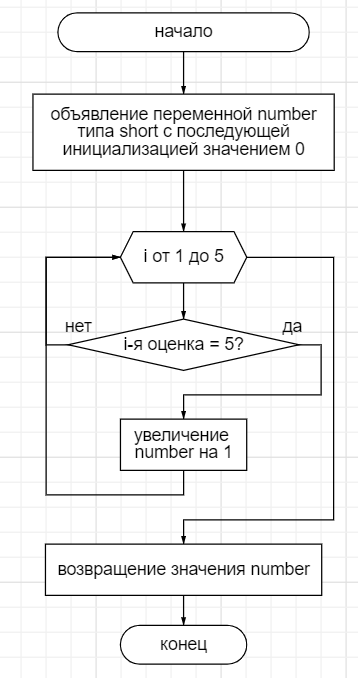 начало
объявление переменной number
типа short с последующей
инициализацией значением 0
i от 1 до 5
нет
да
i-я оценка = 5?
увеличение
number на 1
возвращение значения number
конец